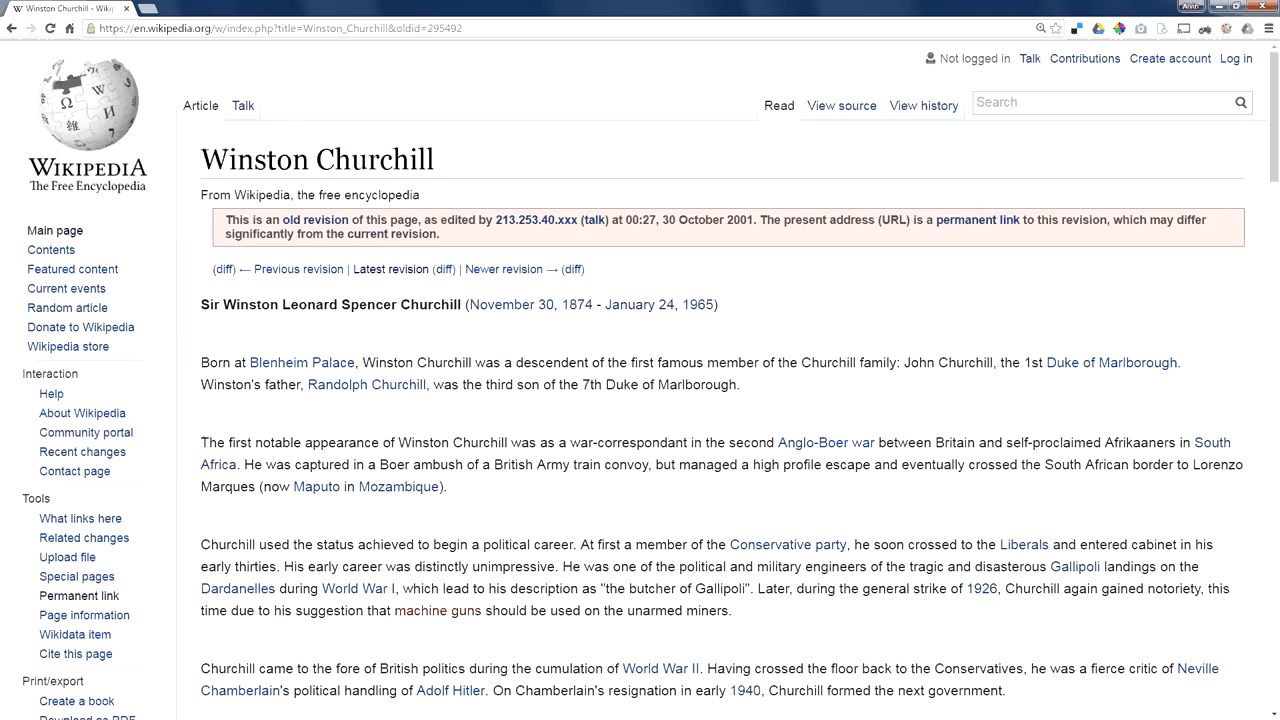 Winston Churchill - Wiki
Alvin
https://en.wikipedia.org/w/index.php?title=Winston_Churchill&oldid=295492
Not logged in Talk Contributions Create account Log in
Article Talk Read View source View history Search
WIKIPEDIA
The Free Encyclopedia
Main page
Contents
Featured content
Current events
Random article
Donate to Wikipedia
Wikipedia store
Interaction
Help
About Wikipedia
Community portal
Recent changes
Contact page
Tools
What links here
Related changes
Upload file
Special pages
Permanent link
Page information
Wikidata item
Cite this page
Print/export
Create a book
Download as PDF
Winston Churchill
From Wikipedia, the free encyclopedia
This is an old revision of this page, as edited by 213.253.40.xxx (talk) at 00:27, 30 October 2001. The present address (URL) is a permanent link to this revision, which may differ
significantly from the current revision.
(diff) ← Previous revision | Latest revision (diff) | Newer revision → (diff)
Sir Winston Leonard Spencer Churchill (November 30, 1874 - January 24, 1965)
Born at Blenheim Palace, Winston Churchill was a descendent of the first famous member of the Churchill family: John Churchill, the 1st Duke of Marlborough.
Winston's father, Randolph Churchill, was the third son of the 7th Duke of Marlborough.
The first notable appearance of Winston Churchill was as a war-correspondant in the second Anglo-Boer war between Britain and self-proclaimed Afrikaaners in South
Africa. He was captured in a Boer ambush of a British Army train convoy, but managed a high profile escape and eventually crossed the South African border to Lorenzo
Marques (now Maputo in Mozambique).
Churchill used the status achieved to begin a political career. At first a member of the Conservative party, he soon crossed to the Liberals and entered cabinet in his
early thirties. His early career was distinctly unimpressive. He was one of the political and military engineers of the tragic and disasterous Gallipoli landings on the
Dardanelles during World War I, which lead to his description as "the butcher of Gallipoli". Later, during the general strike of 1926, Churchill again gained notoriety, this
time due to his suggestion that machine guns should be used on the unarmed miners.
Churchill came to the fore of British politics during the cumulation of World War II. Having crossed the floor back to the Conservatives, he was a fierce critic of Neville
Chamberlain's political handling of Adolf Hitler. On Chamberlain's resignation in early 1940, Churchill formed the next government.